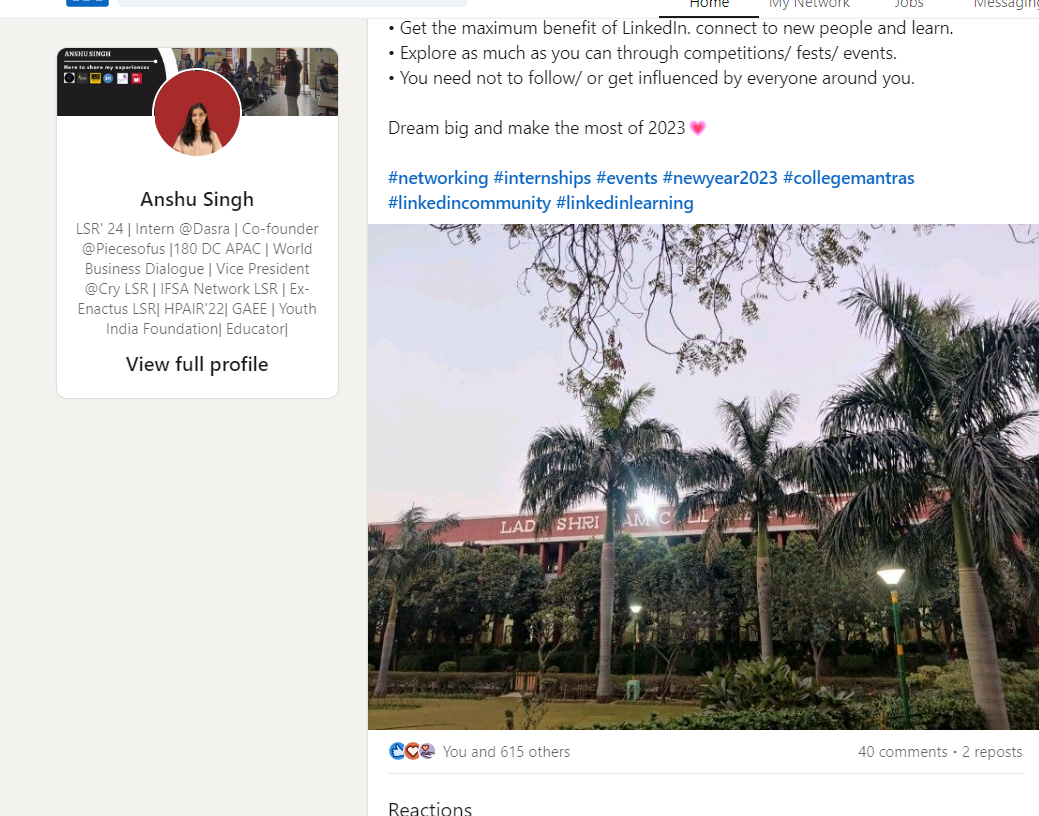 Home
My Network
Jobs
Messaging
ANSHU SINGH
Here to share my experiences
Anshu Singh
LSR' 24 | Intern @Dasra | Co-founder
@Piecesofus |180 DC APAC | World
Business Dialogue | Vice President
@Cry LSR | IFSA Network LSR | Ex-
Enactus LSR| HPAIR'22| GAEE | Youth
India Foundation| Educator|
View full profile
• Get the maximum benefit of LinkedIn. connect to new people and learn.
• Explore as much as you can through competitions/ fests/ events.
• You need not to follow/ or get influenced by everyone around you.
Dream big and make the most of 2023💗
#networking #internships #events #newyear2023 #collegemantras
#linkedincommunity #linkedinlearning
SHRI
You and 615 others
40 comments • 2 reposts
Reactions